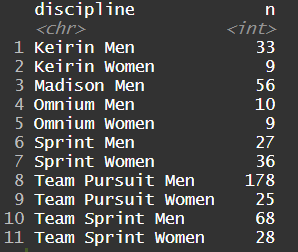 discipline n
<chr> <int>
1 Keirin Men 33
2 Keirin Women 9
3 Madison Men 56
4 Omnium Men 10
5 Omnium Women 9
6 Sprint Men 27
7 Sprint Women 36
8 Team Pursuit Men 178
9 Team Pursuit Women 25
10 Team Sprint Men 68
11 Team Sprint Women 28